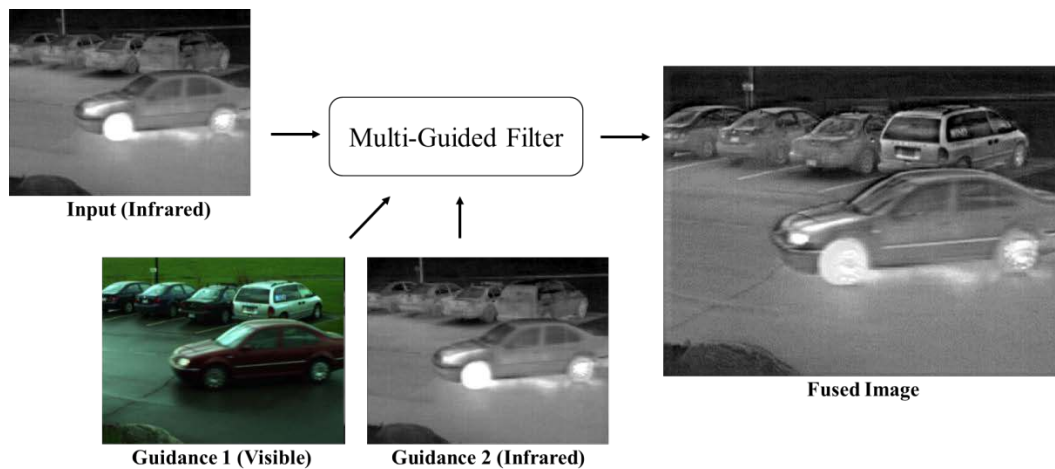 Input (Infrared)
Multi-Guided Filter
Fused Image
Guidance 1 (Visible)
Guidance 2 (Infrared)